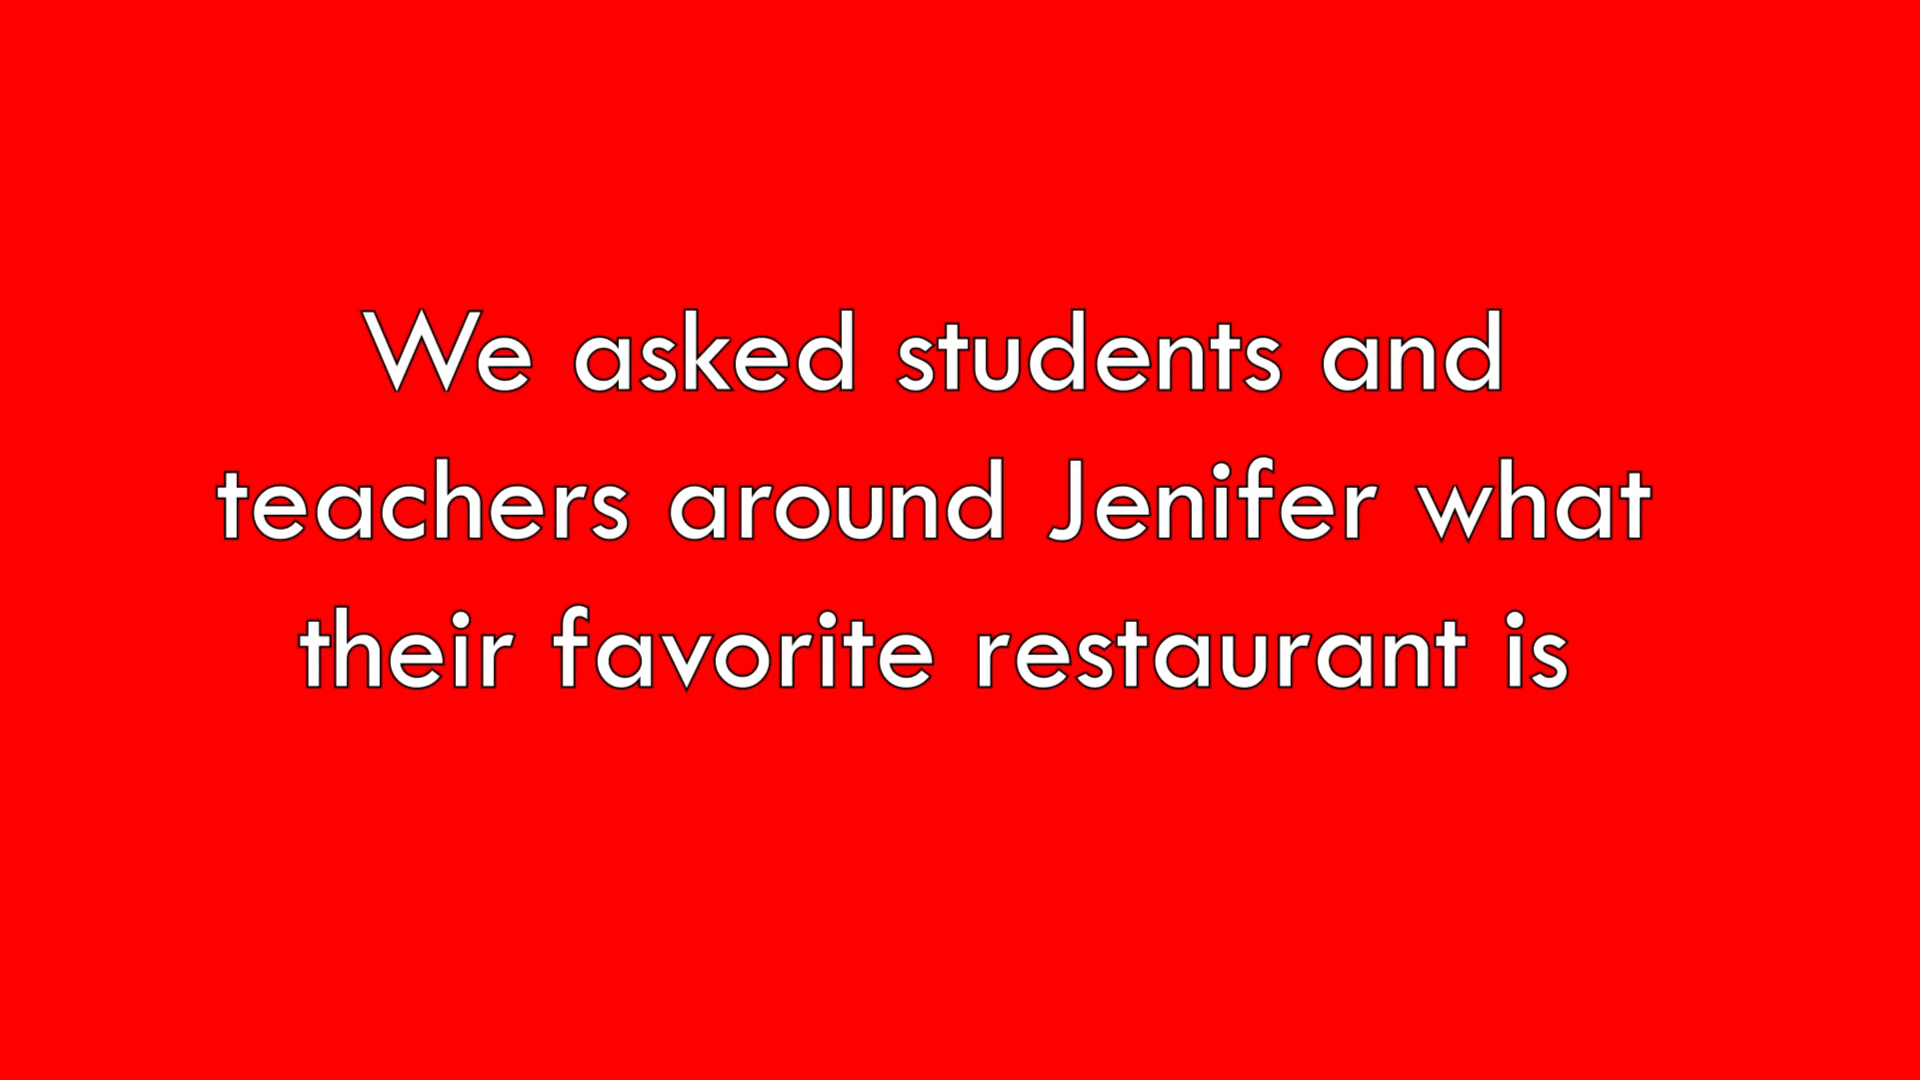 We asked students and
teachers around Jenifer what
their favorite restaurant is